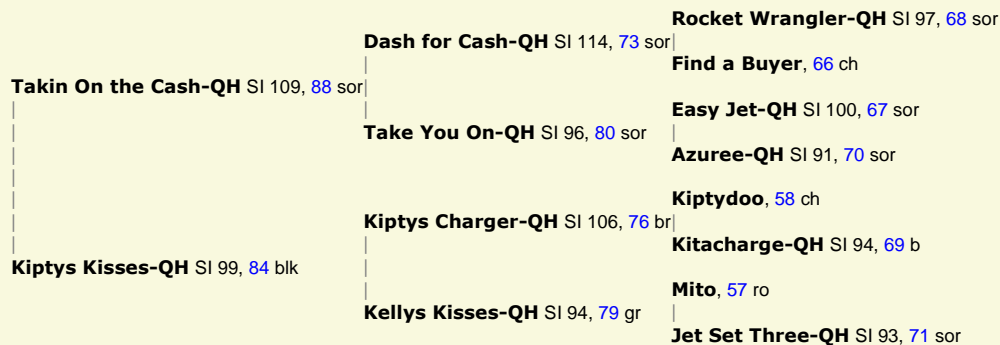 Rocket Wrangler-QH SI 97, 68 sor
Dash for Cash-QH SI 114, 73 sor
Find a Buyer, 66 ch
Takin On the Cash-QH SI 109, 88 sor
Easy Jet-QH SI 100, 67 sor
Take You On-QH SI 96, 80 sor
Azuree-QH SI 91, 70 sor
Kiptydoo, 58 ch
Kiptys Charger-QH SI 106, 76 br
Kitacharge-QH SI 94, 69 b
Kiptys Kisses-QH SI 99, 84 blk
Mito, 57 ro
Kellys Kisses-QH SI 94, 79 gr
Jet Set Three-QH SI 93, 71 sor